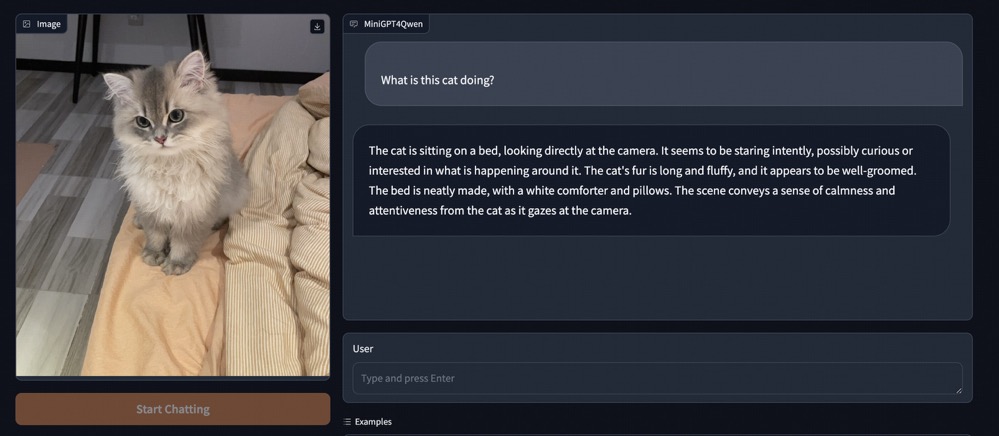 Image
MiniGPT4Qwen
What is this cat doing?
The cat is sitting on a bed, looking directly at the camera. It seems to be staring intently, possibly curious or
interested in what is happening around it. The cat's fur is long and fluffy, and it appears to be well-groomed.
The bed is neatly made, with a white comforter and pillows. The scene conveys a sense of calmness and
attentiveness from the cat as it gazes at the camera.
User
Type and press Enter
Start Chatting
Examples